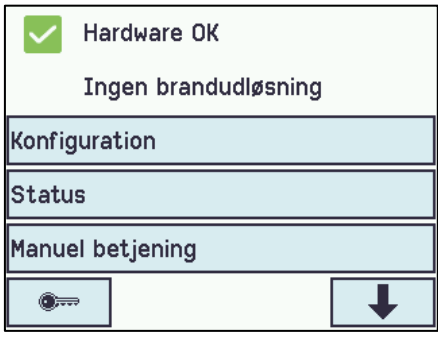 Hardware OK
Ingen brandudløsning
Konfiguration
Status
Manuel betjening